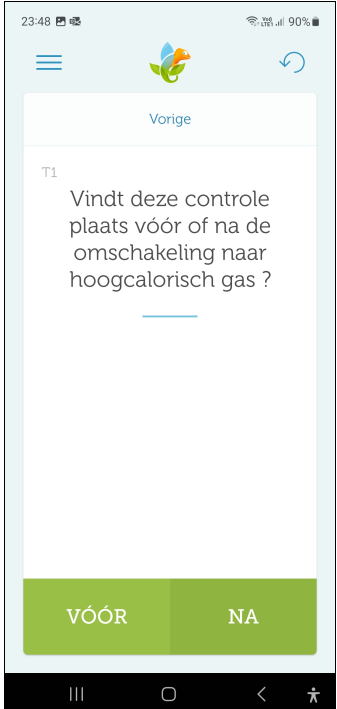 23:48 90%
Vorige
T1
Vindt deze controle
plaats vóór of na de
omschakeling naar
hoogcalorisch gas ?
VÓÓR NA